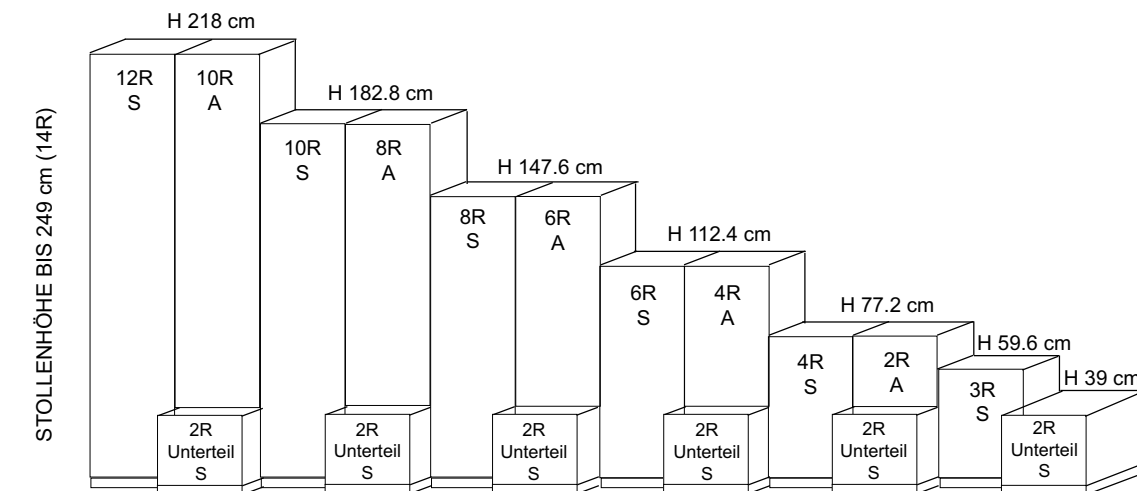 STOLLENHÖHE BIS 249 cm (14R)
H 218 cm
12R
S
10R
A
H 182.8 cm
10R
S
8R
A
H 147.6 cm
8R
S
6R
A
H 112.4 cm
6R
S
4R
A
H 77.2 cm
4R
S
2R
A
H 59.6 cm
3R
S
H 39 cm
2R
Unterteil
S
2R
Unterteil
S
2R
Unterteil
S
2R
Unterteil
S
2R
Unterteil
S
2R
Unterteil
S